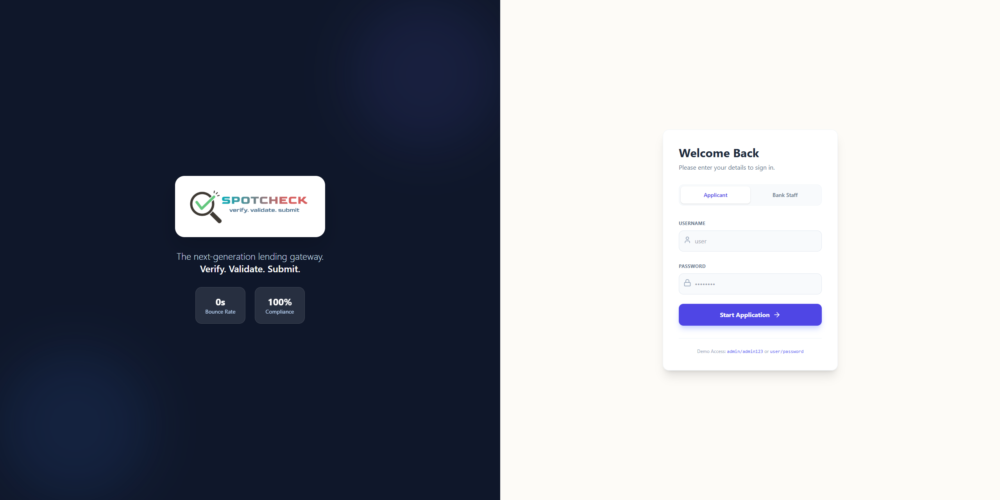 SPOTCHECK
verify. validate. submit
The next-generation lending gateway.
Verify. Validate. Submit.
0s
Bounce Rate
100%
Compliance
Welcome Back
Please enter your details to sign in.
Applicant
Bank Staff
USERNAME
user
PASSWORD
••••••••
Start Application →
Demo Access: admin/admin123 or user/password